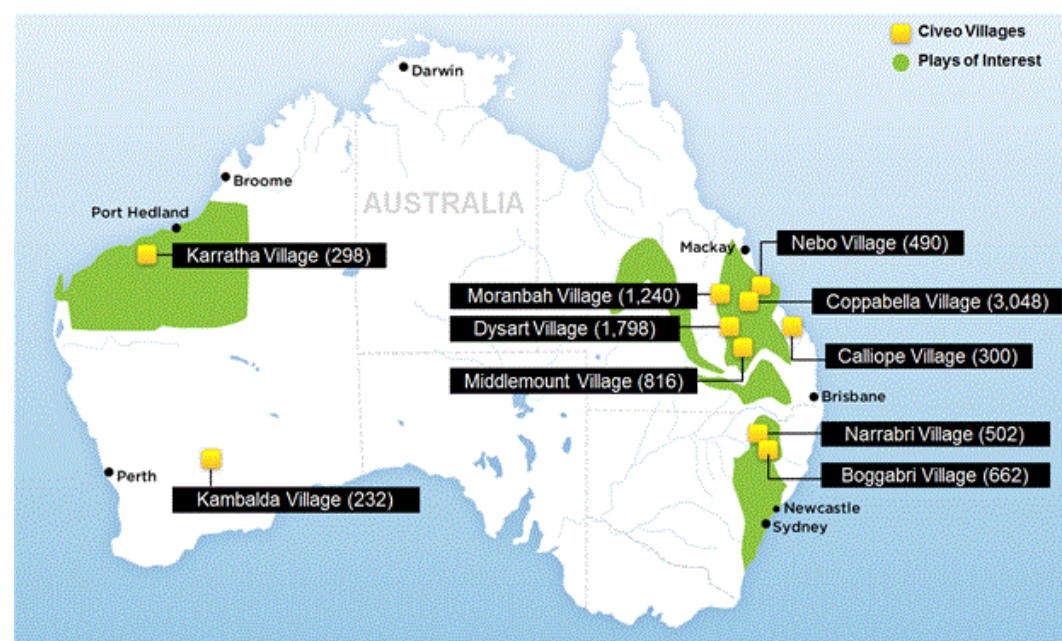 Civeo Villages
Plays of Interest
Darwin
Broome
AUSTRALIA
Port Hedland
Karratha Village (298)
Mackay
Nebo Village (490)
Moranbah Village (1,240)
Coppabella Village (3,048)
Dysart Village (1,798)
Calliope Village (300)
Middlemount Village (816)
Brisbane
Narrabri Village (502)
Boggabri Village (662)
Perth
Kambalda Village (232)
Newcastle
Sydney